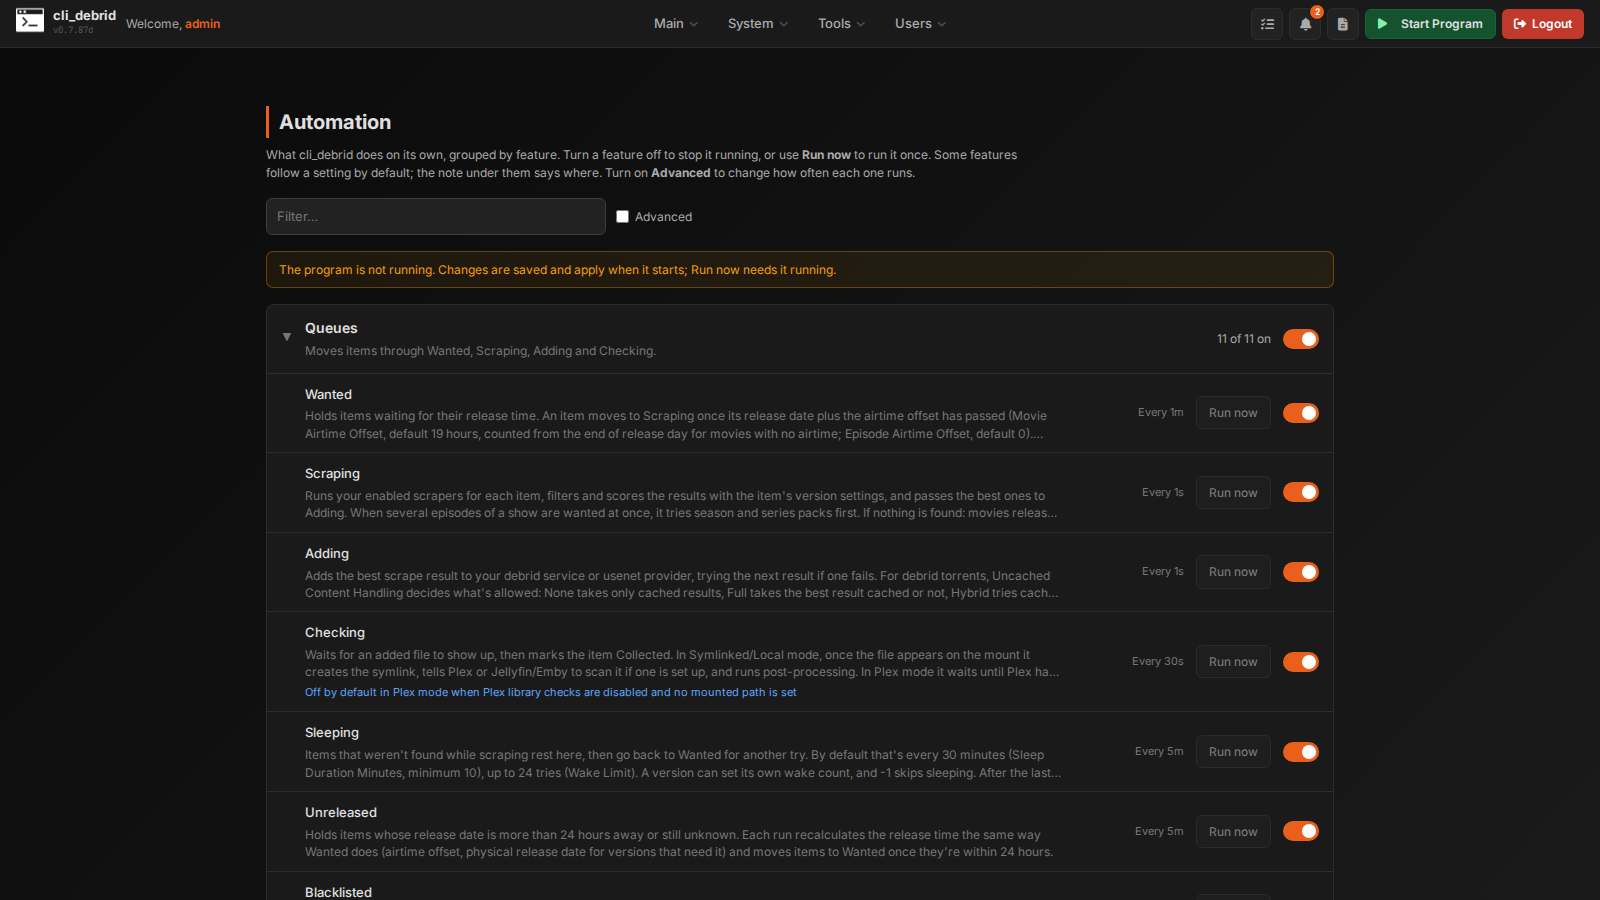 cli_debrid
v0.7.87d
Welcome, admin
Main
System
Tools
Users
2
Start Program
Logout
Automation
What cli_debrid does on its own, grouped by feature. Turn a feature off to stop it running, or use Run now to run it once. Some features
follow a setting by default; the note under them says where. Turn on Advanced to change how often each one runs.
Filter...
Advanced
The program is not running. Changes are saved and apply when it starts; Run now needs it running.
Queues
11 of 11 on
Moves items through Wanted, Scraping, Adding and Checking.
Wanted
Holds items waiting for their release time. An item moves to Scraping once its release date plus the airtime offset has passed (Movie
Airtime Offset, default 19 hours, counted from the end of release day for movies with no airtime; Episode Airtime Offset, default 0)....
Every 1m
Run now
Scraping
Runs your enabled scrapers for each item, filters and scores the results with the item's version settings, and passes the best ones to
Adding. When several episodes of a show are wanted at once, it tries season and series packs first. If nothing is found: movies releas...
Every 1s
Run now
Adding
Adds the best scrape result to your debrid service or usenet provider, trying the next result if one fails. For debrid torrents, Uncached
Content Handling decides what's allowed: None takes only cached results, Full takes the best result cached or not, Hybrid tries cach...
Every 1s
Run now
Checking
Waits for an added file to show up, then marks the item Collected. In Symlinked/Local mode, once the file appears on the mount it
creates the symlink, tells Plex or Jellyfin/Emby to scan it if one is set up, and runs post-processing. In Plex mode it waits until Plex ha...
Off by default in Plex mode when Plex library checks are disabled and no mounted path is set
Every 30s
Run now
Sleeping
Items that weren't found while scraping rest here, then go back to Wanted for another try. By default that's every 30 minutes (Sleep
Duration Minutes, minimum 10), up to 24 tries (Wake Limit). A version can set its own wake count, and -1 skips sleeping. After the last...
Every 5m
Run now
Unreleased
Holds items whose release date is more than 24 hours away or still unknown. Each run recalculates the release time the same way
Wanted does (airtime offset, physical release date for versions that need it) and moves items to Wanted once they're within 24 hours.
Every 5m
Run now
Blacklisted